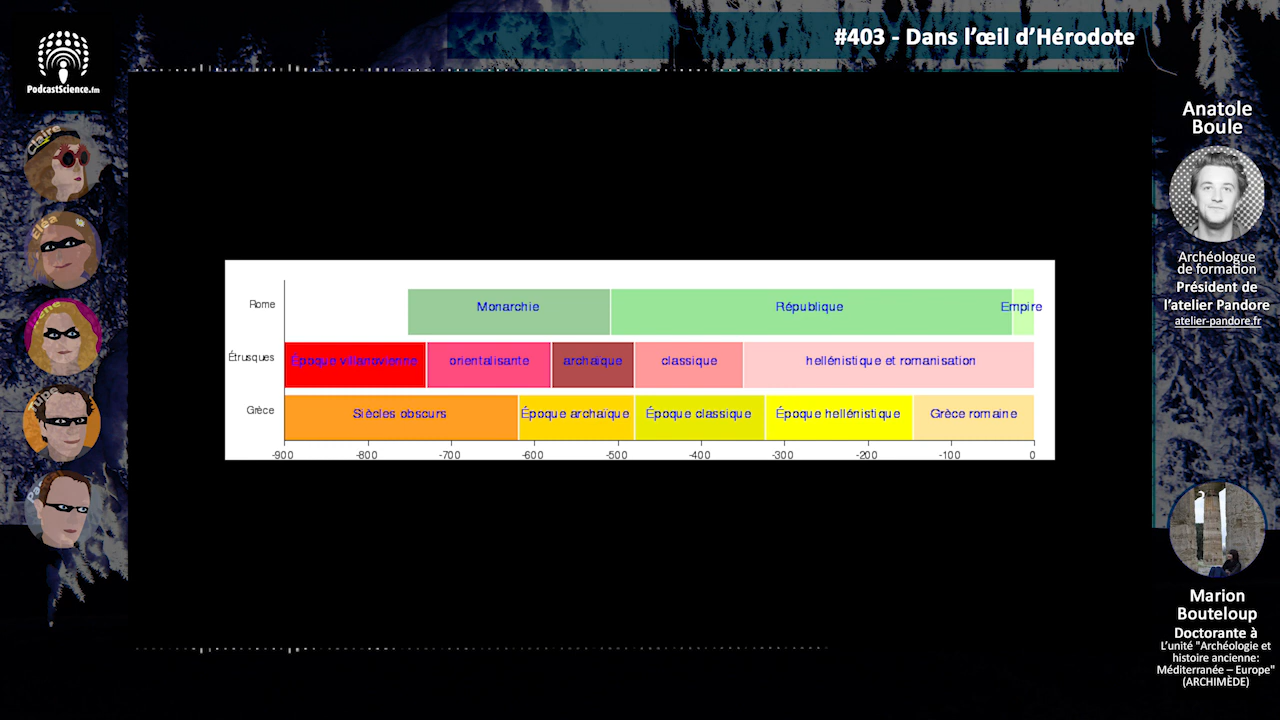 #403 - Dans l’œil d’Hérodote
PodcastScience.fm
Claire
Eléa
Anatole
Boule
Archéologue
de formation
Président de
l’atelier Pandore
atelier-pandore.fr
Rome
Monarchie
République
Empire
Étrusques
Époque villanovienne
orientalisante
archaïque
classique
hellénistique et romanisation
Grèce
Siècles obscurs
Époque archaïque
Époque classique
Époque hellénistique
Grèce romaine
-900
-800
-700
-600
-500
-400
-300
-200
-100
0
Marion
Bouteloup
Doctorante à
L’unité "Archéologie et
histoire ancienne:
Méditerranée – Europe"
(ARCHIMÈDE)